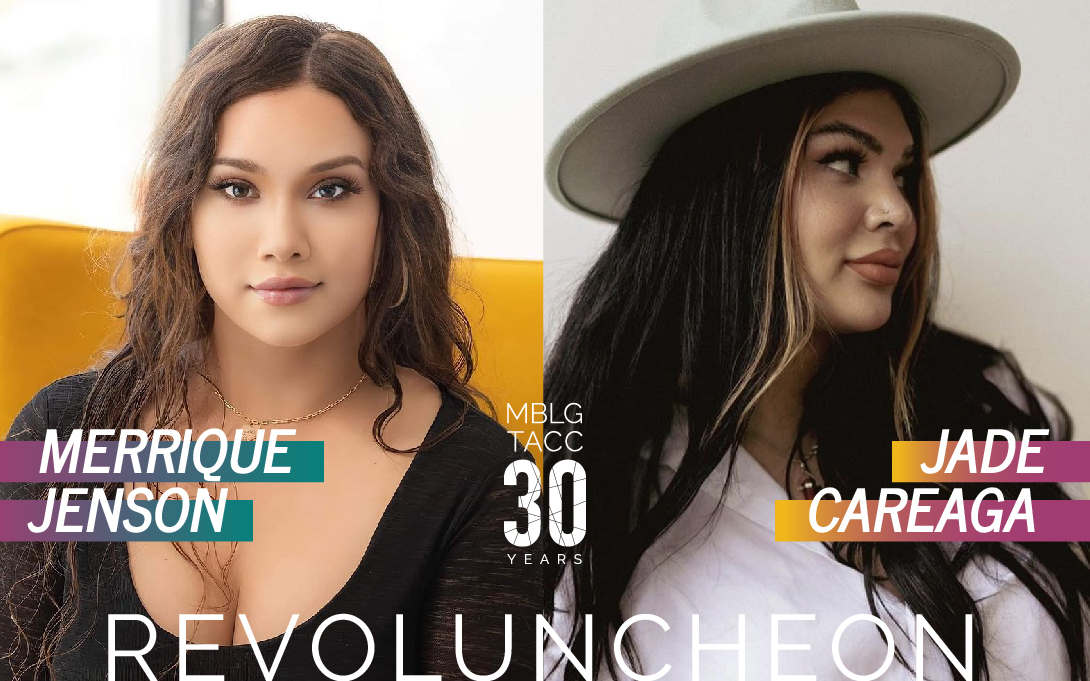 MERRIQUE
JENSON
MBLG
TACC
30
YEARS
JADE
CAREAGA
REVOLUNCHEON